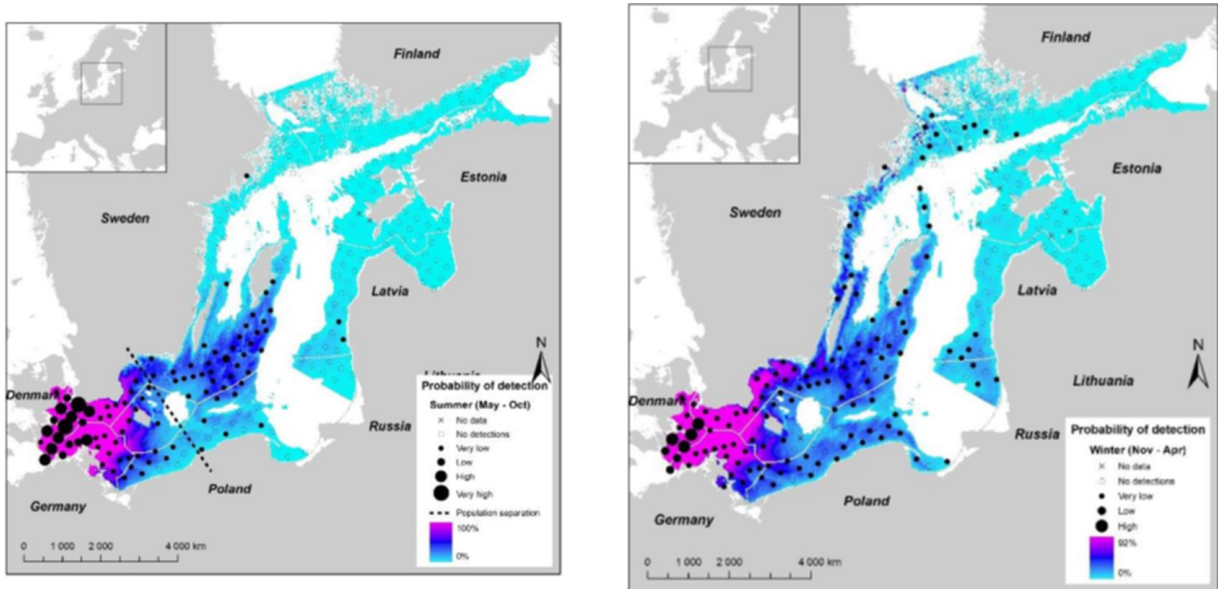 Finland
Sweden
Estonia
Latvia
N
Denmark
Russia
Poland
Germany
Probability of detection
Summer (May - Oct)
No data
No detections
Very low
Low
High
Very high
Population separation
100%
0%
0 1 000 2 000 4 000 km
Finland
Sweden
Estonia
Latvia
N
Lithuania
Denmark
Russia
Poland
Germany
Probability of detection
Winter (Nov - Apr)
No data
No detections
Very low
Low
High
92%
0%
0 1 000 2 000 4 000 km